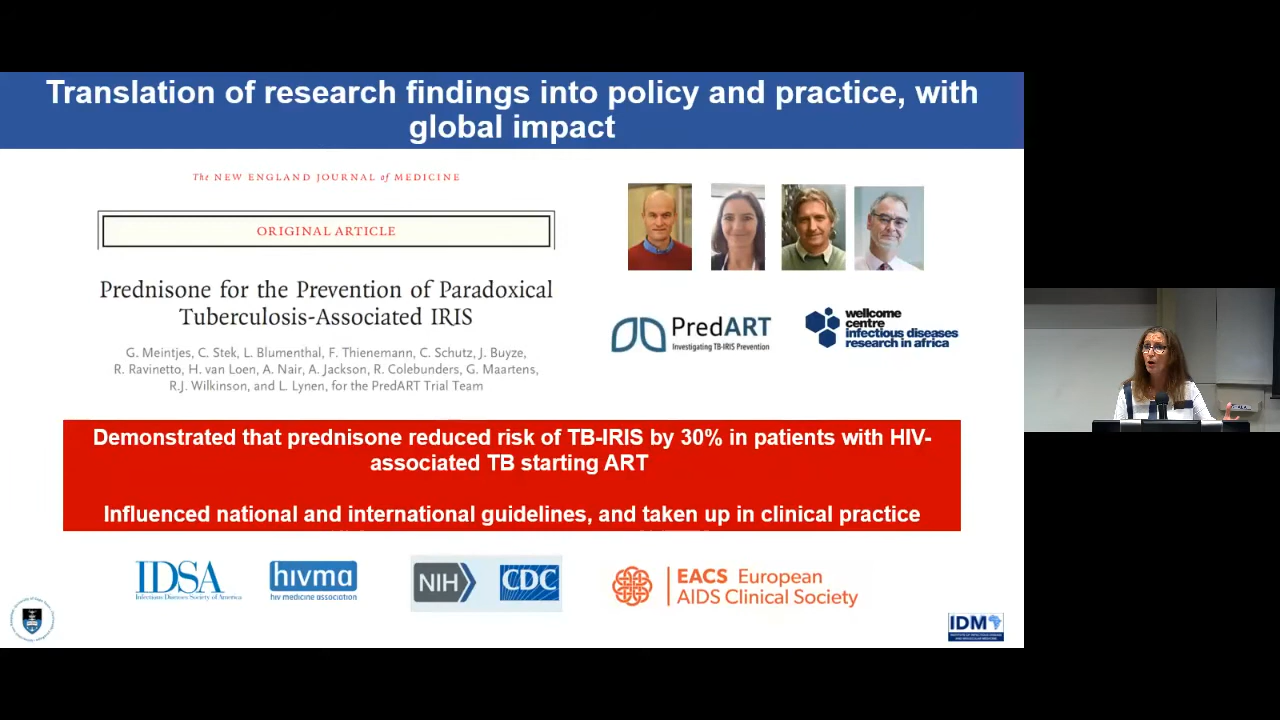 Translation of research findings into policy and practice, with
global impact
The NEW ENGLAND JOURNAL of MEDICINE
ORIGINAL ARTICLE
Prednisone for the Prevention of Paradoxical
Tuberculosis-Associated IRIS
G. Meintjes, C. Stek, L. Blumenthal, F. Thienemann, C. Schutz, J. Buyze,
R. Ravinetto, H. van Loen, A. Nair, A. Jackson, R. Colebunders, G. Maartens,
R.J. Wilkinson, and L. Lynen, for the PredART Trial Team
PredART
Investigating TB-IRIS Prevention
wellcome
centre
infectious diseases
research in africa
Demonstrated that prednisone reduced risk of TB-IRIS by 30% in patients with HIV-
associated TB starting ART
Influenced national and international guidelines, and taken up in clinical practice
IDSA
Infectious Diseases Society of America
hivma
hiv medicine association
NIH
CDC
EACS European
AIDS Clinical Society
IDM